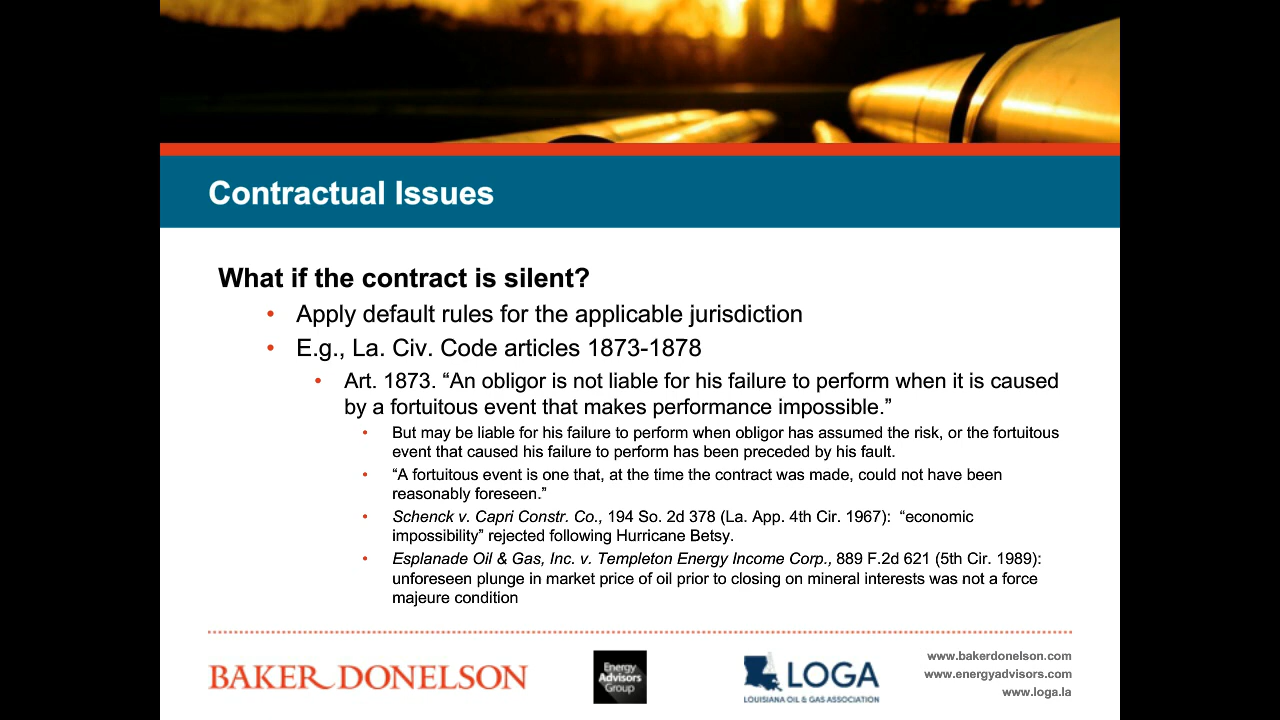 Contractual Issues
What if the contract is silent?
• Apply default rules for the applicable jurisdiction
• E.g., La. Civ. Code articles 1873-1878
• Art. 1873. “An obligor is not liable for his failure to perform when it is caused
by a fortuitous event that makes performance impossible.”
• But may be liable for his failure to perform when obligor has assumed the risk, or the fortuitous
event that caused his failure to perform has been preceded by his fault.
• “A fortuitous event is one that, at the time the contract was made, could not have been
reasonably foreseen.”
• Schenck v. Capri Constr. Co., 194 So. 2d 378 (La. App. 4th Cir. 1967): “economic
impossibility” rejected following Hurricane Betsy.
• Esplanade Oil & Gas, Inc. v. Templeton Energy Income Corp., 889 F.2d 621 (5th Cir. 1989):
unforeseen plunge in market price of oil prior to closing on mineral interests was not a force
majeure condition
BAKER DONELSON
Energy
Advisors
Group
LOGA
LOUISIANA OIL & GAS ASSOCIATION
www.bakerdonelson.com
www.energyadvisors.com
www.loga.la